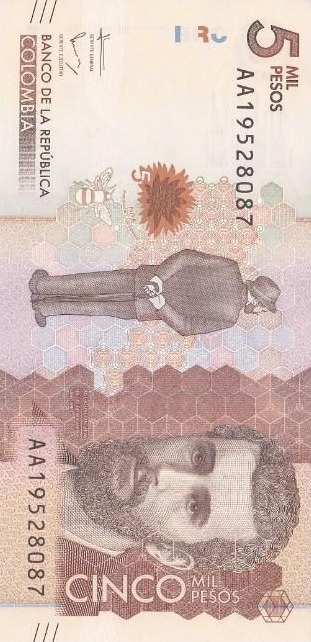 5
MIL
PESOS
AA19528087
GERENTE GENERAL
GERENTE EJECUTIVO
BANCO DE LA REPÚBLICA
COLOMBIA
5
AA19528087
CINCO
MIL
PESOS